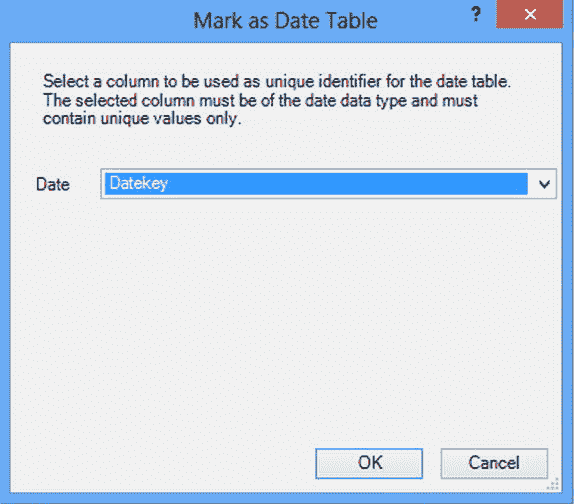 Mark as Date Table
?
Select a column to be used as unique identifier for the date table.
The selected column must be of the date data type and must
contain unique values only.
Date Datekey
OK Cancel